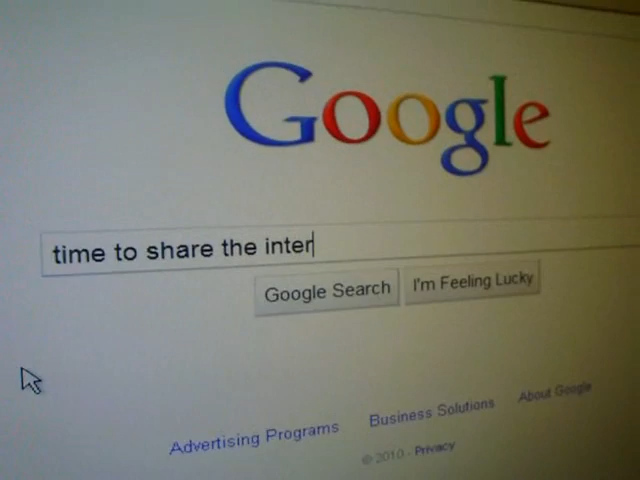 Google
time to share the inter
Google Search I'm Feeling Lucky
Advertising Programs Business Solutions About Google
© 2010 - Privacy